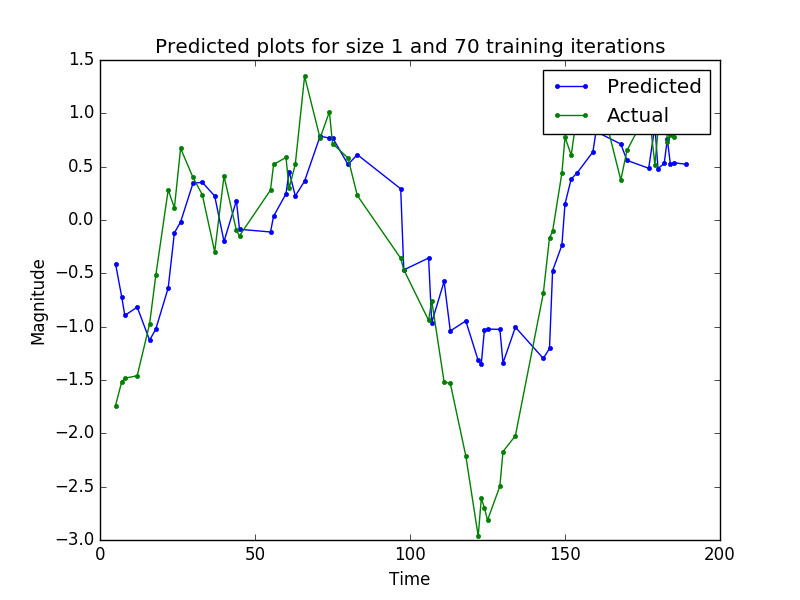 Predicted plots for size 1 and 70 training iterations
Predicted
Actual
1.5
1.0
0.5
0.0
−0.5
−1.0
−1.5
−2.0
−2.5
−3.0
Magnitude
0 50 100 150 200
Time